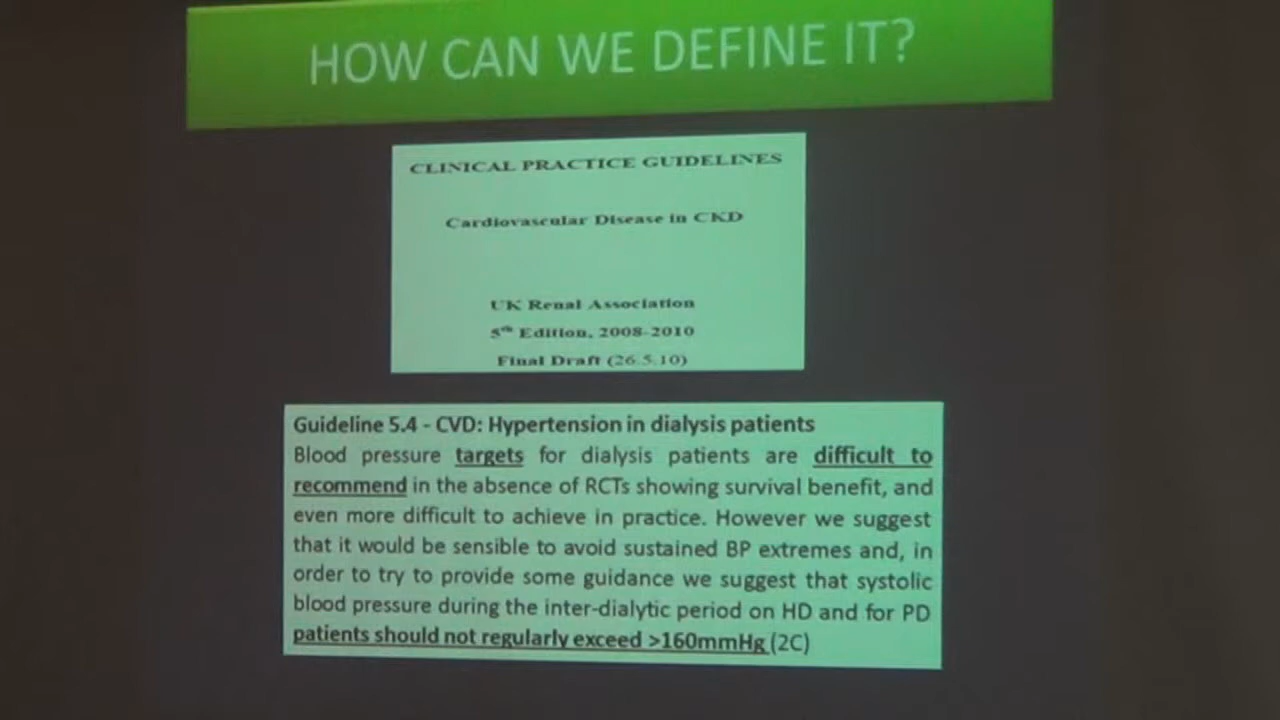 HOW CAN WE DEFINE IT?
CLINICAL PRACTICE GUIDELINES
Cardiovascular Disease in CKD
UK Renal Association
5th Edition, 2008-2010
Final Draft (26.5.10)
Guideline 5.4 - CVD: Hypertension in dialysis patients
Blood pressure targets for dialysis patients are difficult to
recommend in the absence of RCTs showing survival benefit, and
even more difficult to achieve in practice. However we suggest
that it would be sensible to avoid sustained BP extremes and, in
order to try to provide some guidance we suggest that systolic
blood pressure during the inter-dialytic period on HD and for PD
patients should not regularly exceed >160mmHg (2C)